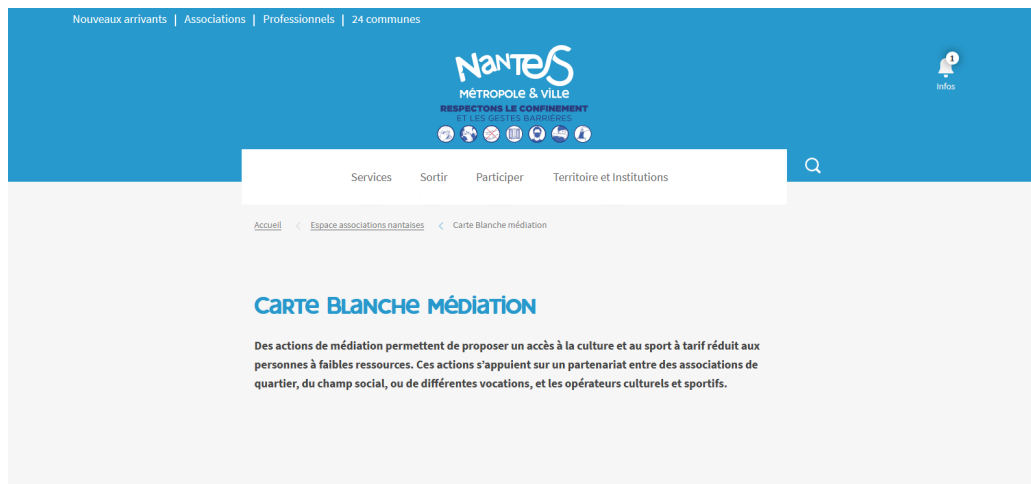 Nouveaux arrivants | Associations | Professionnels | 24 communes
NANTES
MÉTROPOLE & VILLE
RESPECTONS LE CONFINEMENT
ET LES GESTES BARRIÈRES
1
Infos
Services Sortir Participer Territoire et Institutions
Accueil Espace associations nantaises Carte Blanche médiation
Carte Blanche médiation
Des actions de médiation permettent de proposer un accès à la culture et au sport à tarif réduit aux
personnes à faibles ressources. Ces actions s’appuient sur un partenariat entre des associations de
quartier, du champ social, ou de différentes vocations, et les opérateurs culturels et sportifs.